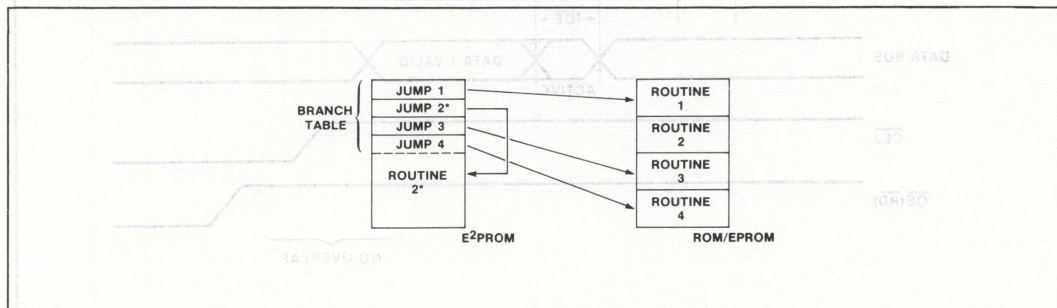 JUMP 1
JUMP 2*
JUMP 3
JUMP 4
BRANCH
TABLE
ROUTINE
2*
E²PROM
ROUTINE
1
ROUTINE
2
ROUTINE
3
ROUTINE
4
ROM/EPROM
DATA BUS
DATA 1 VALID
ACTIVE
CE2
OE(RD)
NO OVERLAP
tOE